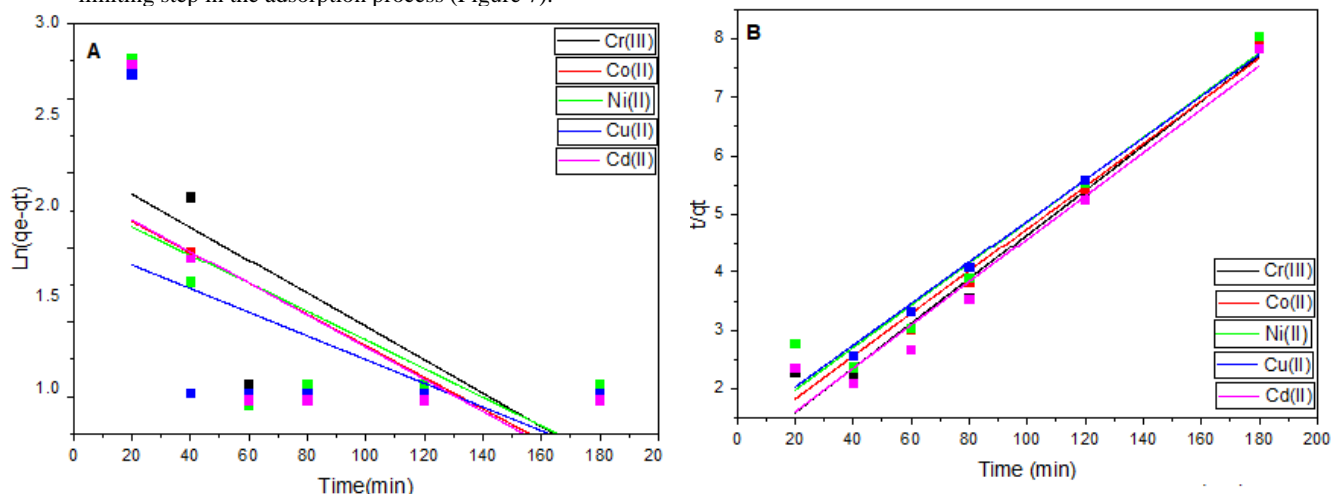 limiting step in the adsorption process (Figure 7).
3.0
A
Cr(III)
Co(II)
Ni(II)
Cu(II)
Cd(II)
2.5
2.0
1.5
1.0
Ln(qe-qt)
0 20 40 60 80 100 120 140 160 180 20
Time(min)
B
8
7
6
5
4
3
2
t/qt
Cr(III)
Co(II)
Ni(II)
Cu(II)
Cd(II)
0 20 40 60 80 100 120 140 160 180 200
Time (min)